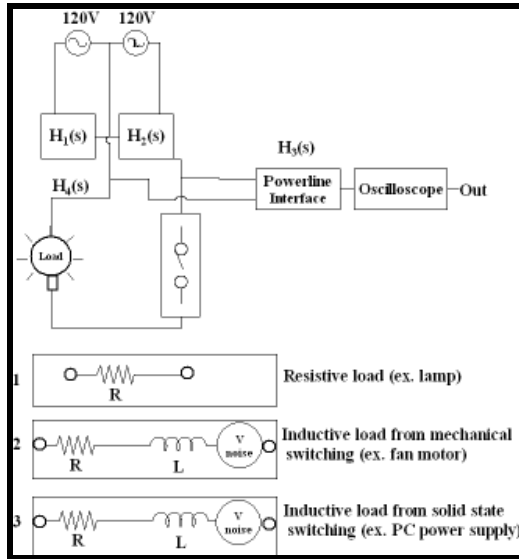 120V 120V
H1(s) H2(s)
H3(s)
Powerline
Interface
Oscilloscope
Out
H4(s)
Load
1
R
Resistive load (ex. lamp)
2
R
L
V
noise
Inductive load from mechanical
switching (ex. fan motor)
3
R
L
V
noise
Inductive load from solid state
switching (ex. PC power supply)